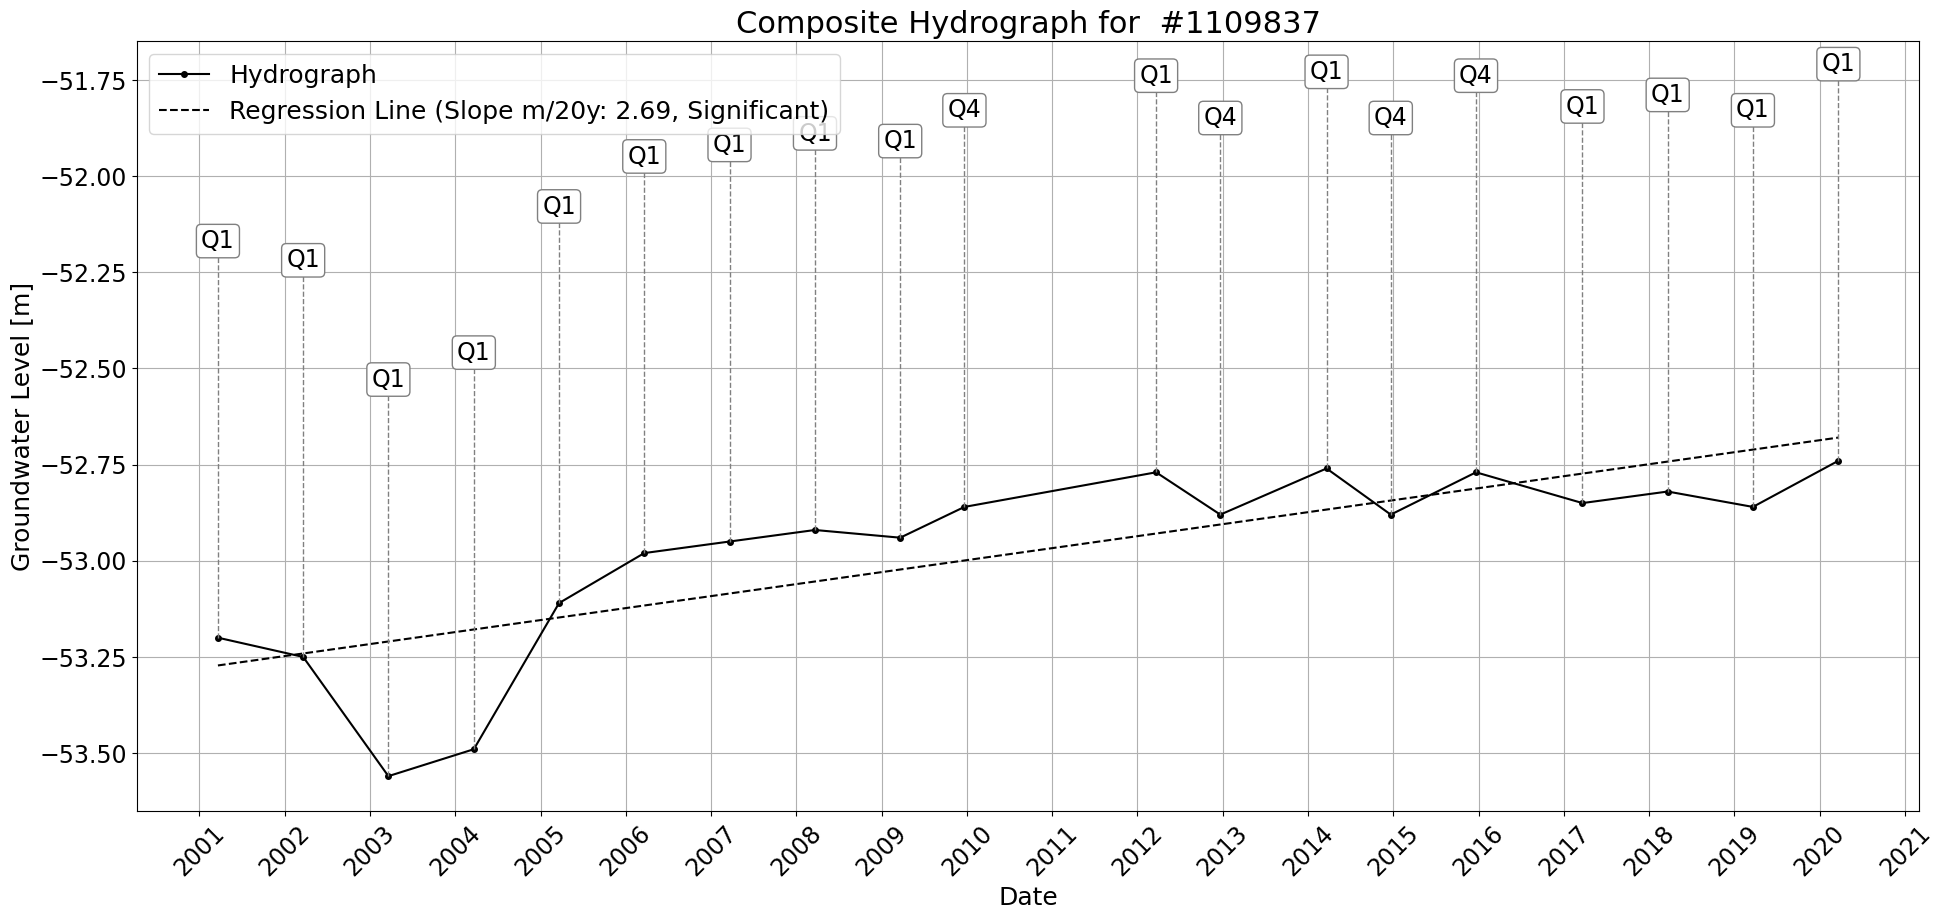 Composite Hydrograph for  #1109837
Hydrograph
Regression Line (Slope m/20y: 2.69, Significant)
Groundwater Level [m]
−51.75
−52.00
−52.25
−52.50
−52.75
−53.00
−53.25
−53.50
Q1
Q1
Q1
Q1
Q1
Q1
Q1
Q1
Q1
Q4
Q1
Q4
Q1
Q4
Q4
Q1
Q1
Q1
Q1
2001
2002
2003
2004
2005
2006
2007
2008
2009
2010
2011
2012
2013
2014
2015
2016
2017
2018
2019
2020
2021
Date